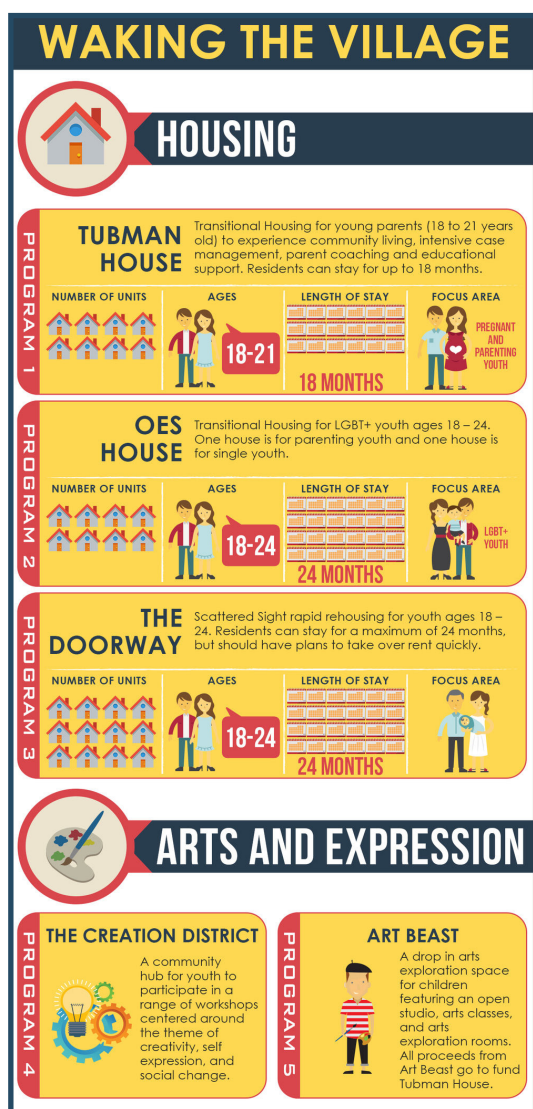 WAKING THE VILLAGE
HOUSING
PROGRAM 1
TUBMAN
HOUSE
Transitional Housing for young parents (18 to 21 years
old) to experience community living, intensive case
management, parent coaching and educational
support. Residents can stay for up to 18 months.
NUMBER OF UNITS
AGES
18-21
LENGTH OF STAY
18 MONTHS
FOCUS AREA
PREGNANT
AND
PARENTING
YOUTH
PROGRAM 2
OES
HOUSE
Transitional Housing for LGBT+ youth ages 18 – 24.
One house is for parenting youth and one house is
for single youth.
NUMBER OF UNITS
AGES
18-24
LENGTH OF STAY
24 MONTHS
FOCUS AREA
LGBT+
YOUTH
PROGRAM 3
THE
DOORWAY
Scattered Sight rapid rehousing for youth ages 18 –
24. Residents can stay for a maximum of 24 months,
but should have plans to take over rent quickly.
NUMBER OF UNITS
AGES
18-24
LENGTH OF STAY
24 MONTHS
FOCUS AREA
ARTS AND EXPRESSION
PROGRAM 4
THE CREATION DISTRICT
A community
hub for youth to
participate in a
range of workshops
centered around
the theme of
creativity, self
expression, and
social change.
PROGRAM 5
ART BEAST
A drop in arts
exploration space
for children
featuring an open
studio, arts classes,
and arts
exploration rooms.
All proceeds from
Art Beast go to fund
Tubman House.